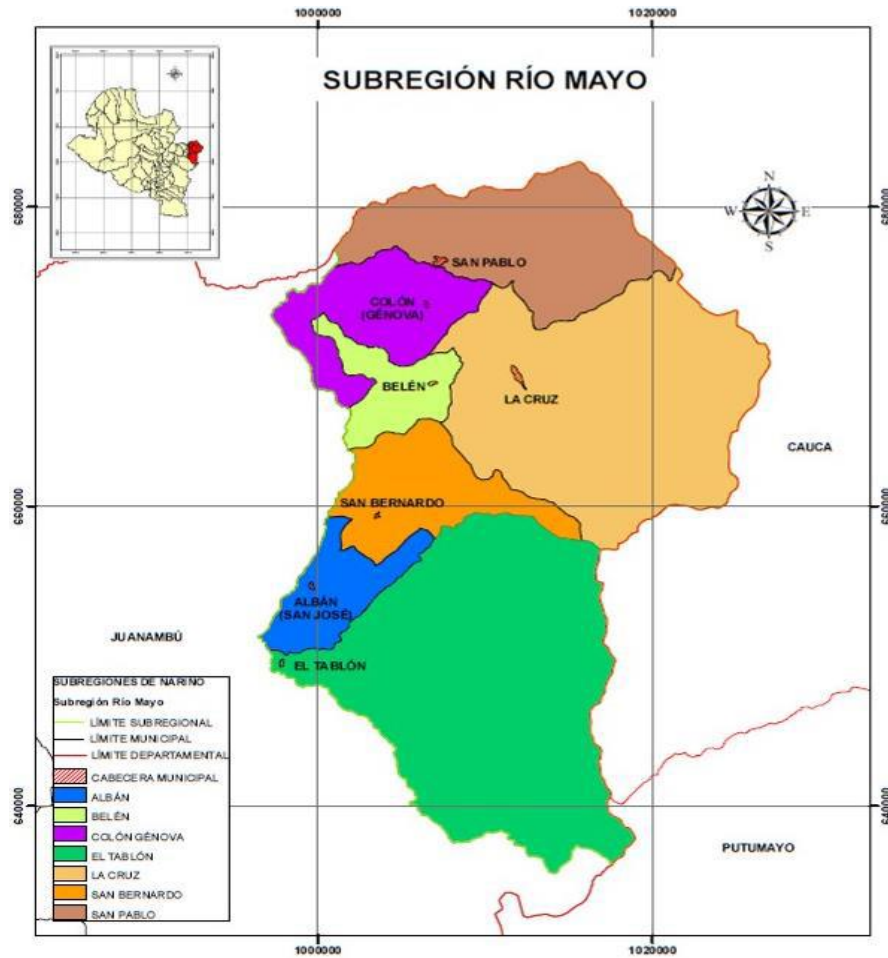 1000000
1020000
SUBREGIÓN RÍO MAYO
N
W
E
S
680000
680000
SAN PABLO
COLÓN
(GÉNOVA)
BELÉN
LA CRUZ
CAUCA
SAN BERNARDO
660000
660000
ALBÁN
(SAN JOSÉ)
JUANAMBÚ
EL TABLÓN
SUBREGIONES DE NARIÑO
Subregión Río Mayo
LÍMITE SUBREGIONAL
LÍMITE MUNICIPAL
LÍMITE DEPARTAMENTAL
CABECERA MUNICIPAL
ALBÁN
BELÉN
COLÓN GÉNOVA
EL TABLÓN
LA CRUZ
SAN BERNARDO
SAN PABLO
640000
640000
PUTUMAYO
1000000
1020000